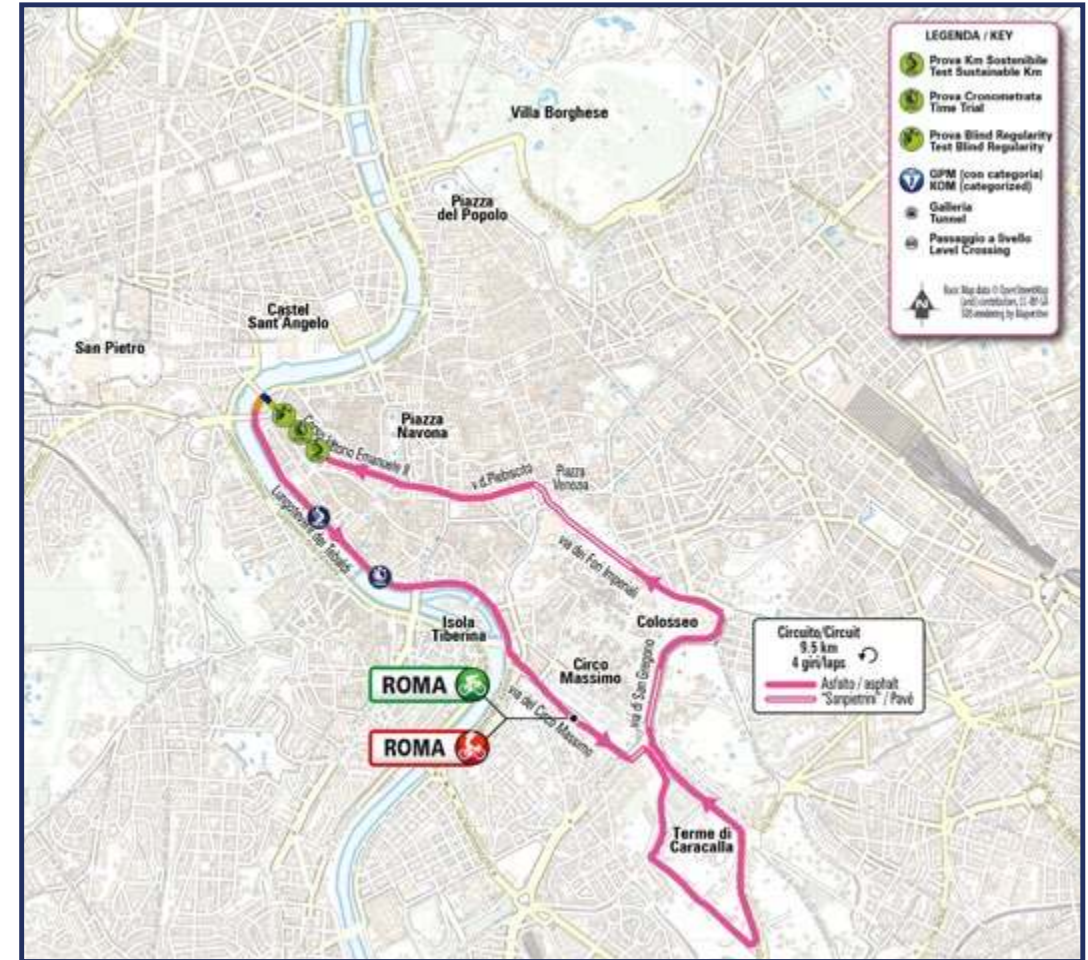 LEGENDA / KEY
Prova Km Sostenibile
Test Sustainable Km
Prova Cronometrata
Time Trial
Prova Blind Regularity
Test Blind Regularity
GPM (con categoria)
KOM (categorized)
Galleria
Tunnel
Passaggio a livello
Level Crossing
N
Villa Borghese
Piazza
del Popolo
Castel
Sant'Angelo
San Pietro
Piazza
Navona
Corso Vittorio Emanuele II
v.d.Plebiscito
Piazza
Venezia
Lungotevere dei Tebaldi
via dei Fori Imperiali
Isola
Tiberina
Colosseo
Circo
Massimo
via di San Gregorio
ROMA
ROMA
via del Circo Massimo
Circuito/Circuit
9.5 km
4 giri/laps
Asfalto / asphalt
"Sanpietrini" / Pavé
Terme di
Caracalla